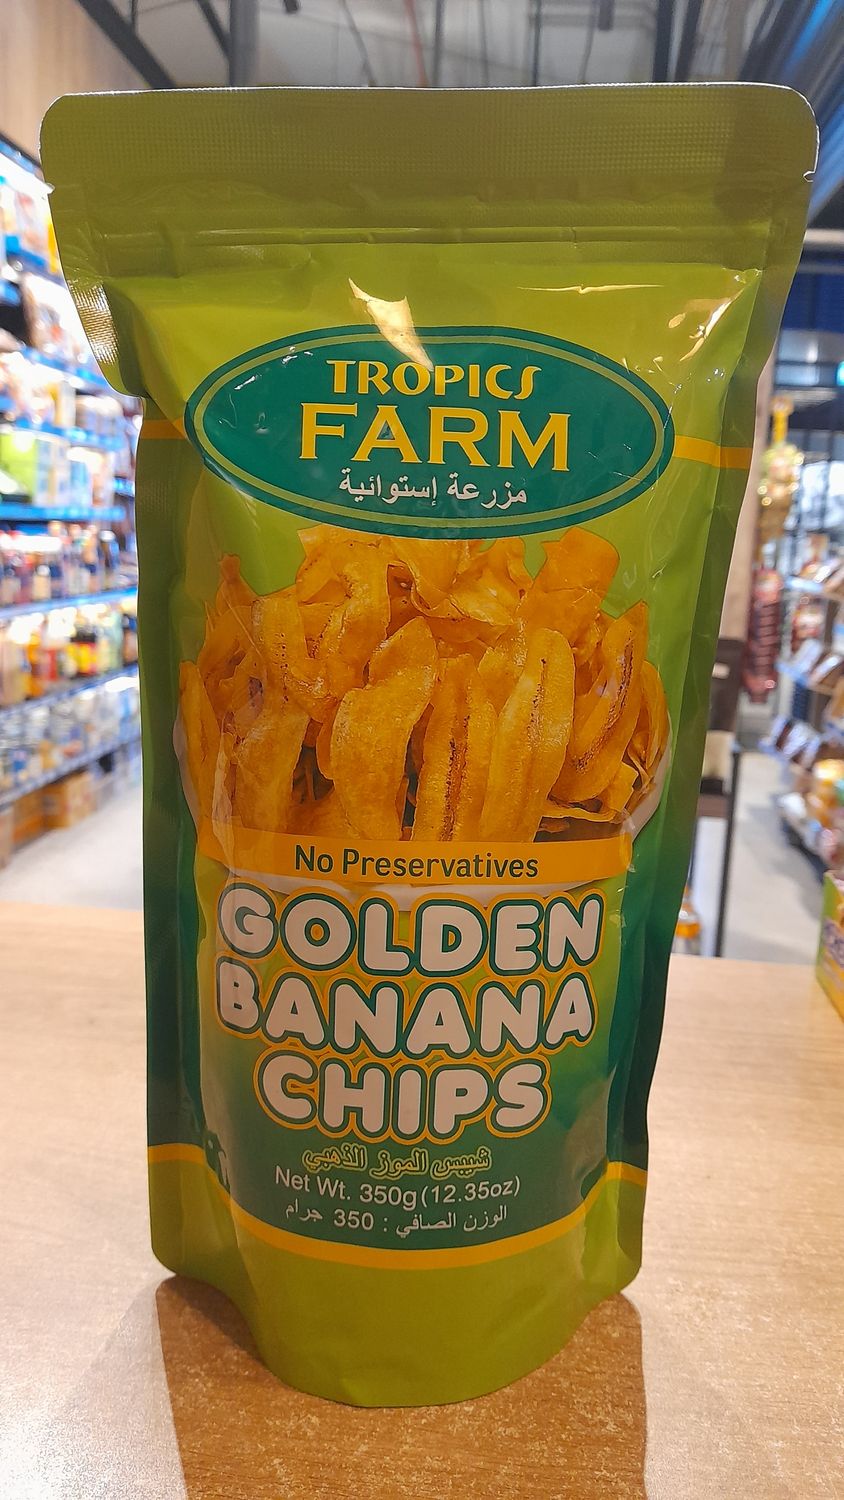 TROPICS
FARM
مزرعة إستوائية
No Preservatives
GOLDEN
BANANA
CHIPS
شيبس الموز الذهبي
Net Wt. 350g (12.35oz)
الوزن الصافي : 350 جرام